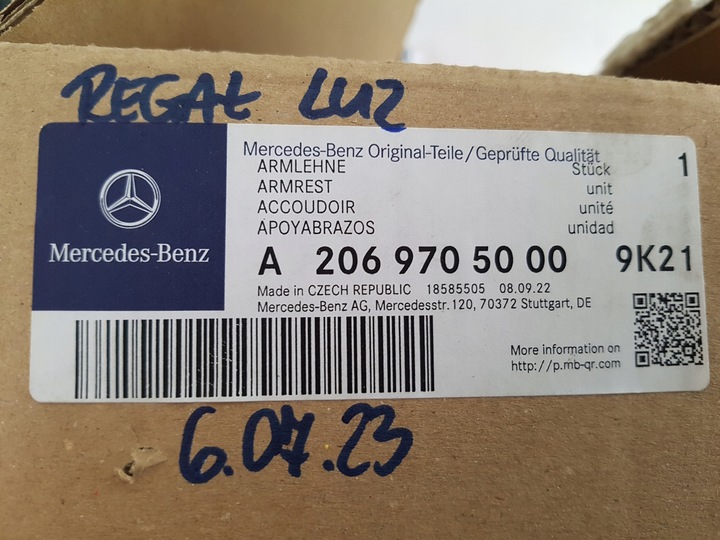 REGAŁ LUZ
Mercedes-Benz
Mercedes-Benz Original-Teile/Geprüfte Qualität
ARMLEHNE Stück 1
ARMREST unit
ACCOUDOIR unité
APOYABRAZOS unidad
A 206 970 50 00 9K21
Made in CZECH REPUBLIC 18585505 08.09.22
Mercedes-Benz AG, Mercedesstr.120, 70372 Stuttgart, DE
More information on
http://p.mb-qr.com
6.07.23